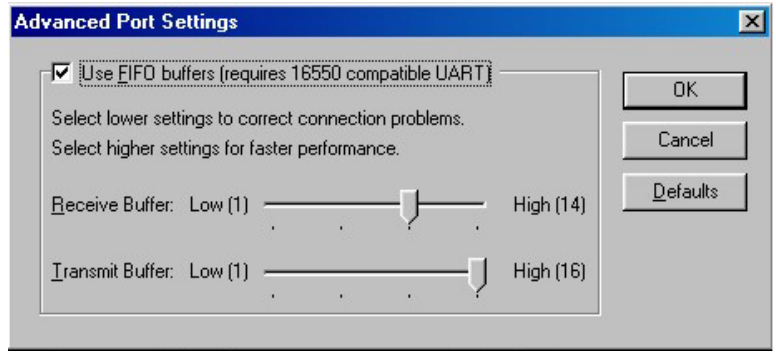 Advanced Port Settings
Use FIFO buffers (requires 16550 compatible UART)
OK
Select lower settings to correct connection problems.
Select higher settings for faster performance.
Cancel
Defaults
Receive Buffer: Low (1) High (14)
Transmit Buffer: Low (1) High (16)